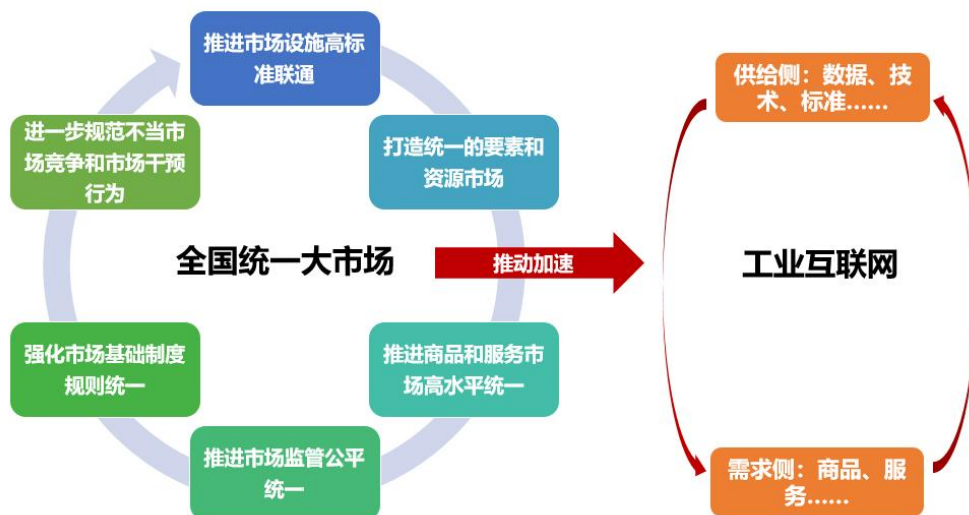 推进市场设施高标
准联通
打造统一的要素和
资源市场
推进商品和服务市
场高水平统一
推进市场监管公平
统一
强化市场基础制度
规则统一
进一步规范不当市
场竞争和市场干预
行为
全国统一大市场
推动加速
供给侧：数据、技
术、标准......
工业互联网
需求侧：商品、服
务......